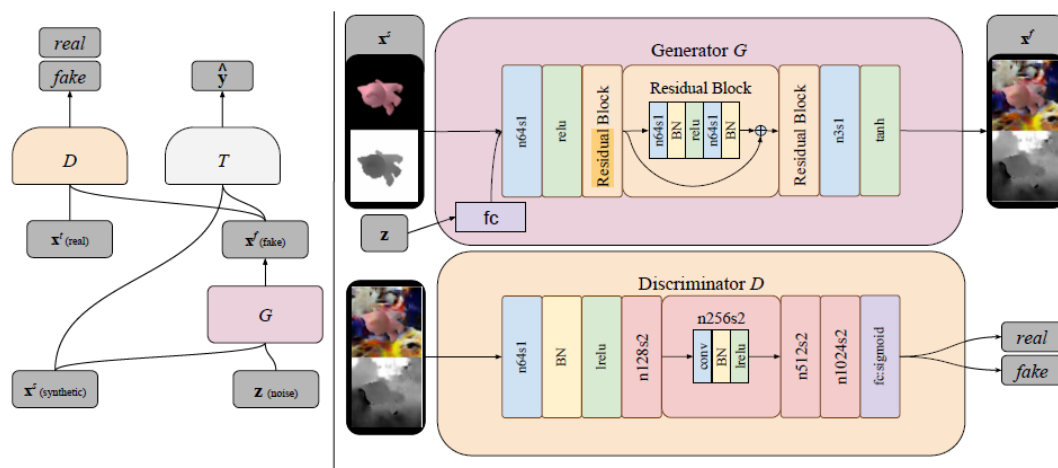 real
fake
ŷ
D
T
x^t (real)
x^f (fake)
G
x^s (synthetic)
z (noise)
x^s
Generator G
x^f
n64s1
relu
Residual Block
Residual Block
n64s1
BN
relu
n64s1
BN
Residual Block
n3s1
tanh
z
fc
Discriminator D
n64s1
BN
lrelu
n128s2
n256s2
conv
BN
lrelu
n512s2
n1024s2
fc:sigmoid
real
fake